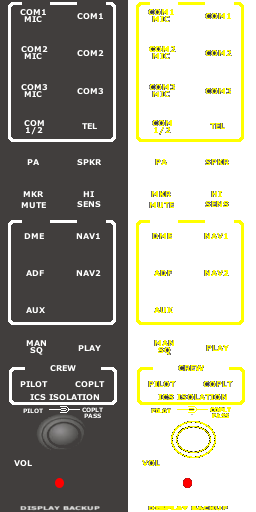 COM1 MIC COM1
COM2 MIC COM2
COM3 MIC COM3
COM 1/2 TEL
PA SPKR
MKR MUTE HI SENS
DME NAV1
ADF NAV2
AUX
MAN SQ PLAY
CREW
PILOT COPLT
ICS ISOLATION
PILOT COPLT PASS
VOL
DISPLAY BACKUP
COM1 MIC COM1
COM2 MIC COM2
COM3 MIC COM3
COM 1/2 TEL
PA SPKR
MKR MUTE HI SENS
DME NAV1
ADF NAV2
AUX
MAN SQ PLAY
CREW
PILOT COPLT
ICS ISOLATION
PILOT COPLT PASS
VOL
DISPLAY BACKUP